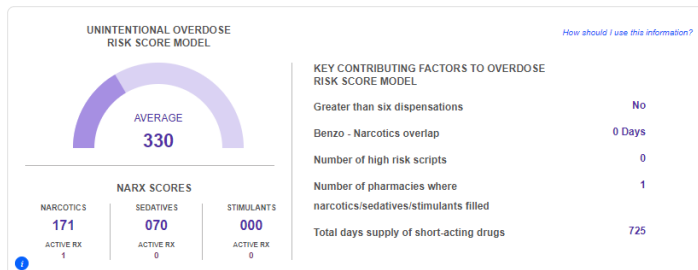 UNINTENTIONAL OVERDOSE
RISK SCORE MODEL
AVERAGE
330
NARX SCORES
NARCOTICS
171
ACTIVE RX
1
SEDATIVES
070
ACTIVE RX
0
STIMULANTS
000
ACTIVE RX
0
i
How should I use this information?
KEY CONTRIBUTING FACTORS TO OVERDOSE
RISK SCORE MODEL
Greater than six dispensations No
Benzo - Narcotics overlap 0 Days
Number of high risk scripts 0
Number of pharmacies where 1
narcotics/sedatives/stimulants filled
Total days supply of short-acting drugs 725